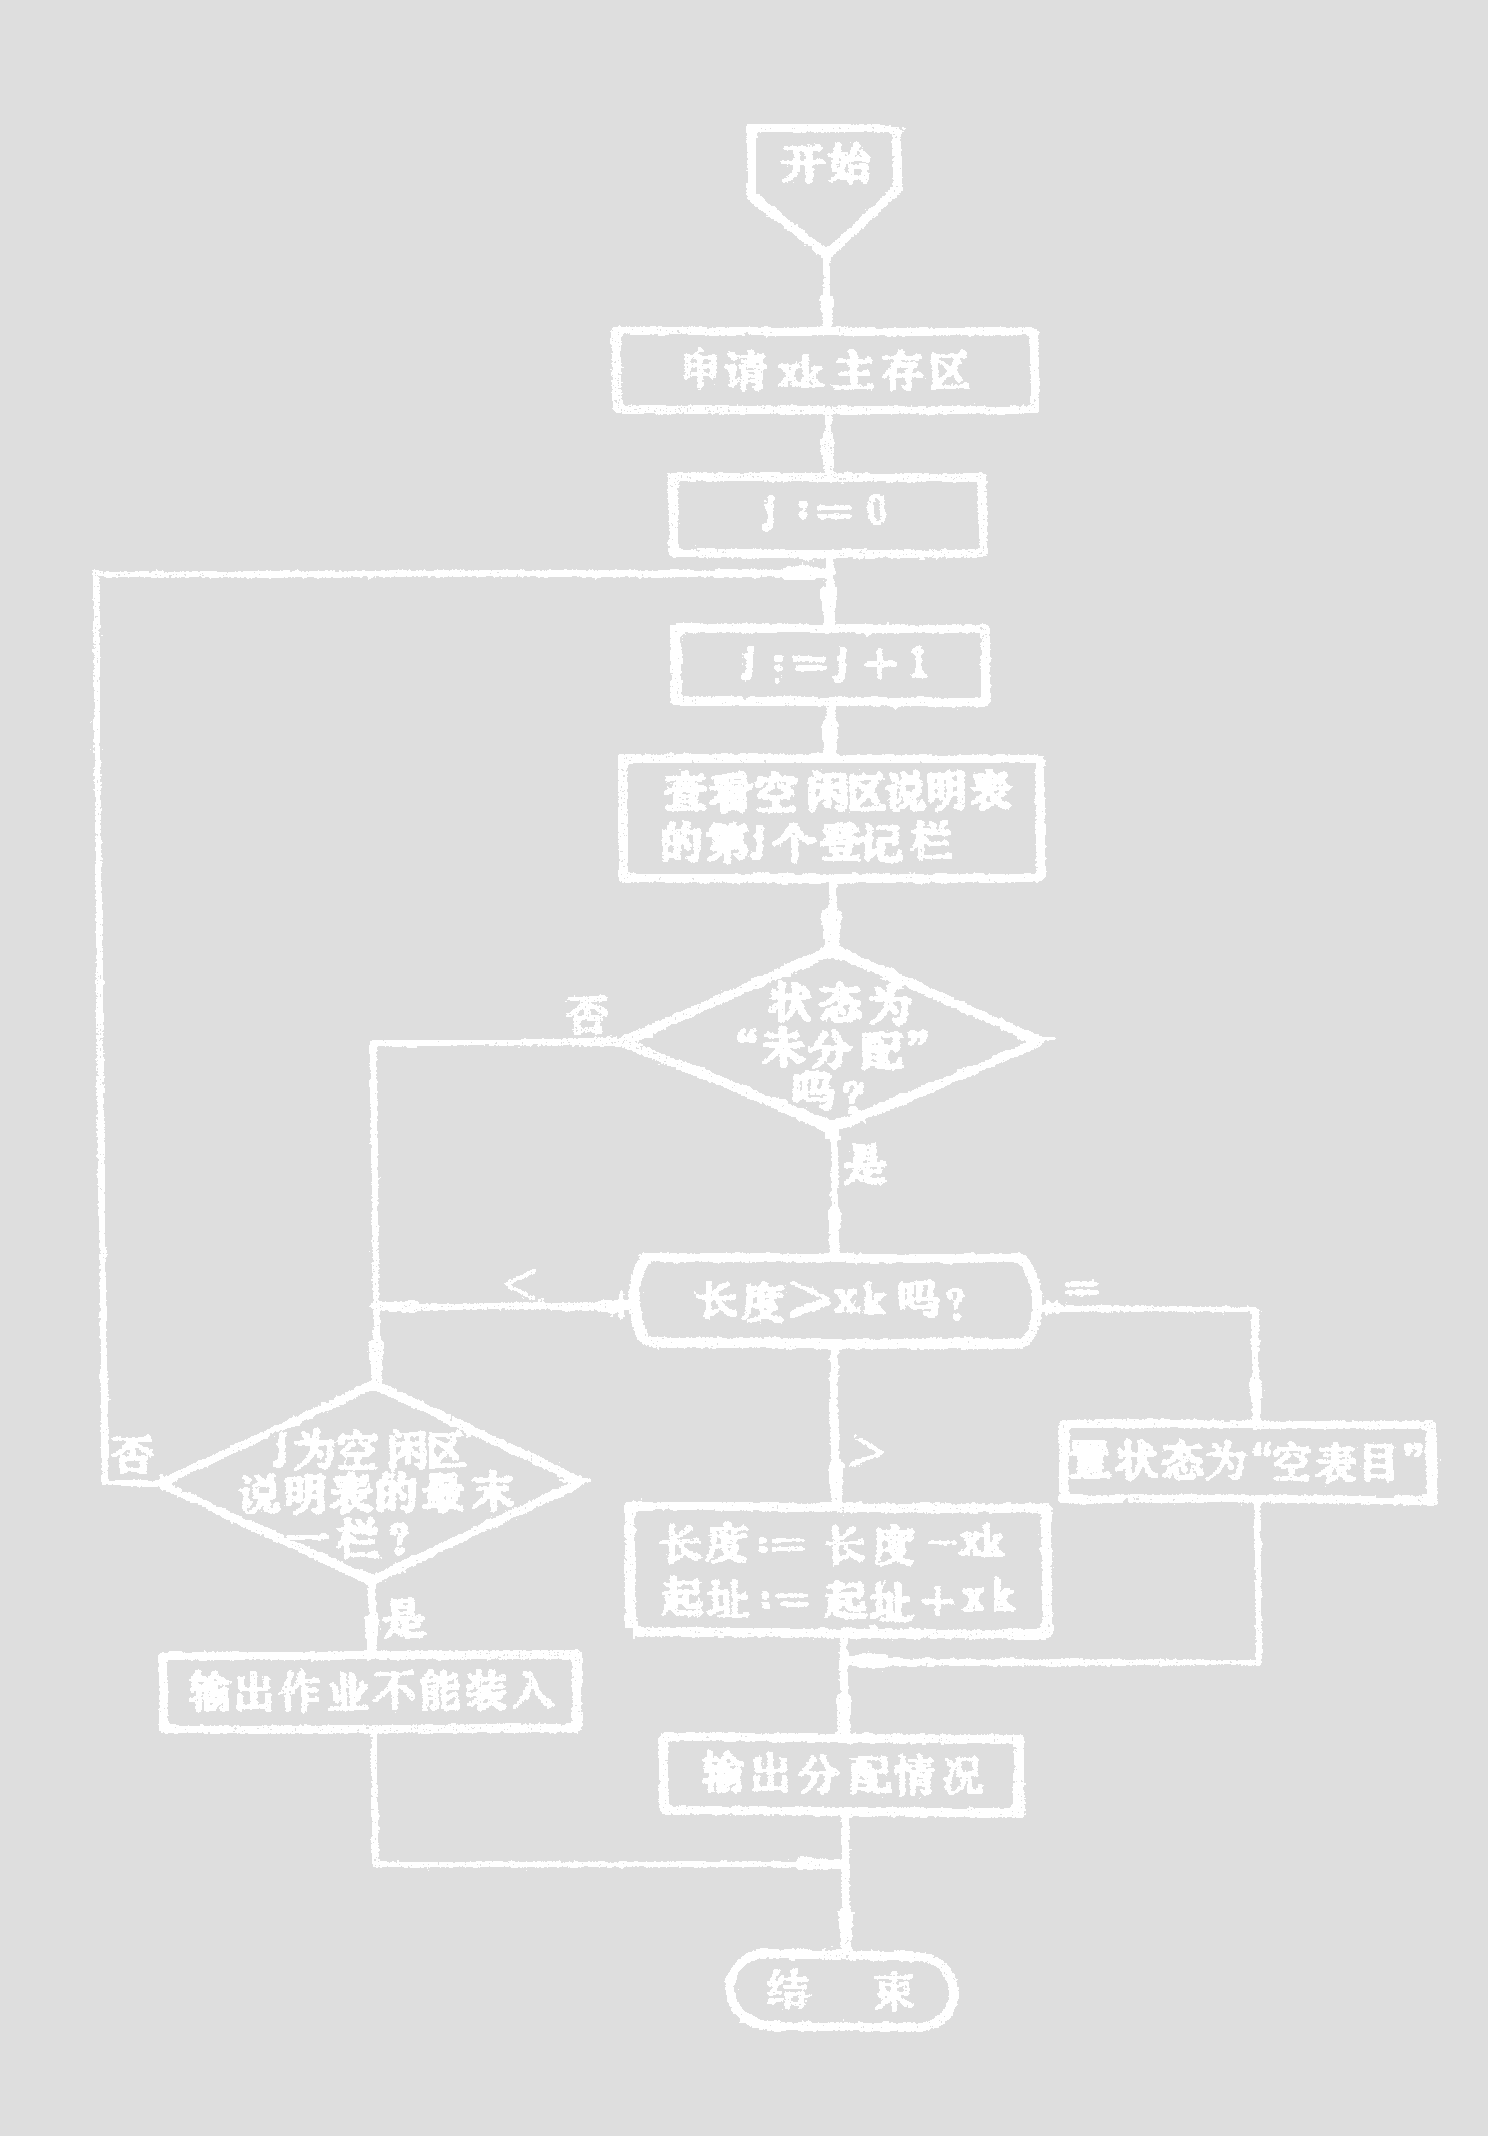 开始
申请xk主存区
j:=0
j:=j+1
查看空闲区说明表
的第j个登记栏
状态为
“未分配”
吗?
否
是
长度>xk吗?
<
=
>
j为空闲区
说明表的最末
一栏?
否
是
置状态为“空表目”
长度:=长度-xk
起址:=起址+xk
输出作业不能装入
输出分配情况
结 束